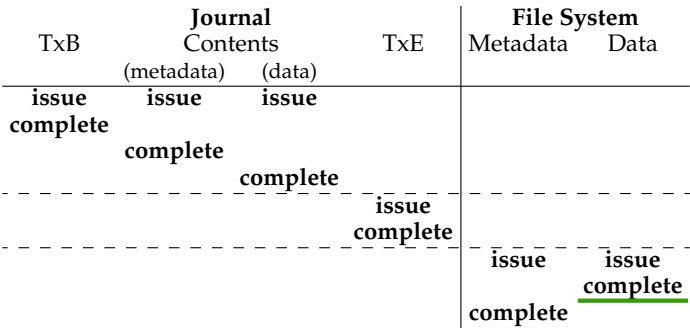 Journal File System
TxB Contents TxE Metadata Data
(metadata) (data)
issue issue issue
complete
complete
complete
issue
complete
issue issue
complete
complete